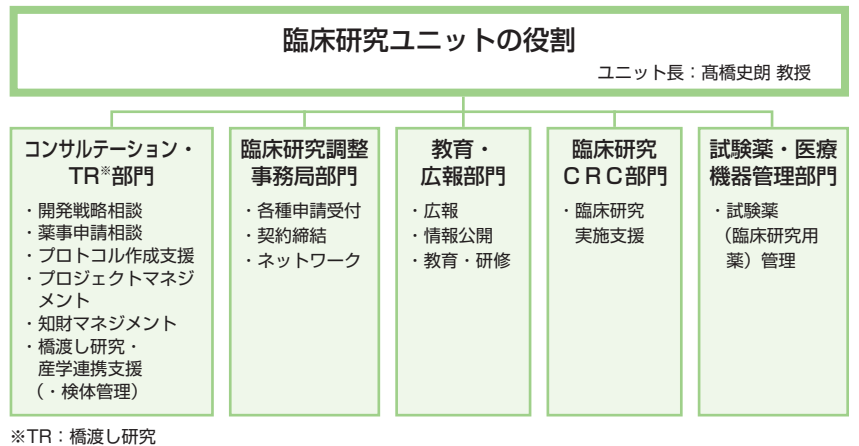 臨床研究ユニットの役割
ユニット長：髙橋史朗 教授
コンサルテーション・
TR※部門
・開発戦略相談
・薬事申請相談
・プロトコル作成支援
・プロジェクトマネジ
メント
・知財マネジメント
・橋渡し研究・
産学連携支援
（・検体管理）
臨床研究調整
事務局部門
・各種申請受付
・契約締結
・ネットワーク
教育・
広報部門
・広報
・情報公開
・教育・研修
臨床研究
ＣＲＣ部門
・臨床研究
実施支援
試験薬・医療
機器管理部門
・試験薬
（臨床研究用
薬）管理
※TR：橋渡し研究